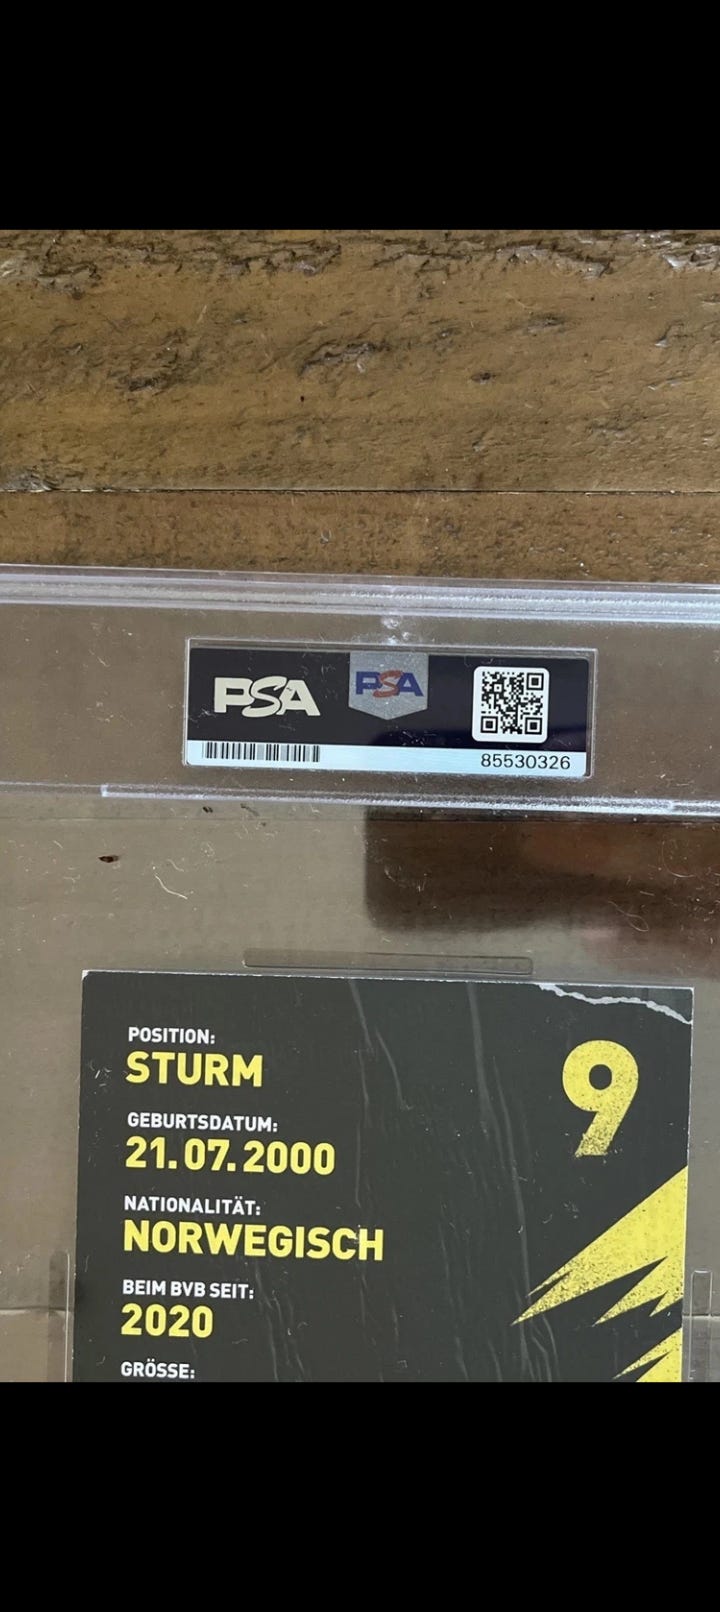 PSA PSA
85530326
POSITION:
STURM
9
GEBURTSDATUM:
21.07.2000
NATIONALITÄT:
NORWEGISCH
BEIM BVB SEIT:
2020
GRÖSSE: